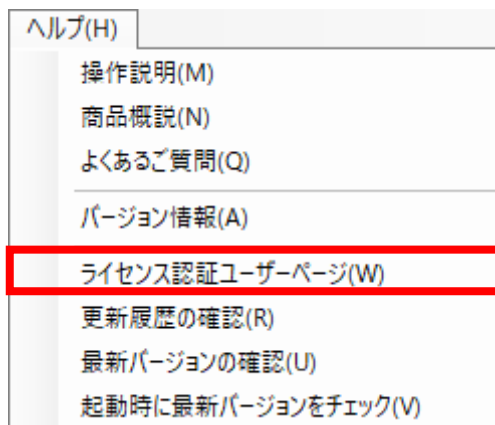 ヘルプ(H)
操作説明(M)
商品概説(N)
よくあるご質問(Q)
バージョン情報(A)
ライセンス認証ユーザーページ(W)
更新履歴の確認(R)
最新バージョンの確認(U)
起動時に最新バージョンをチェック(V)